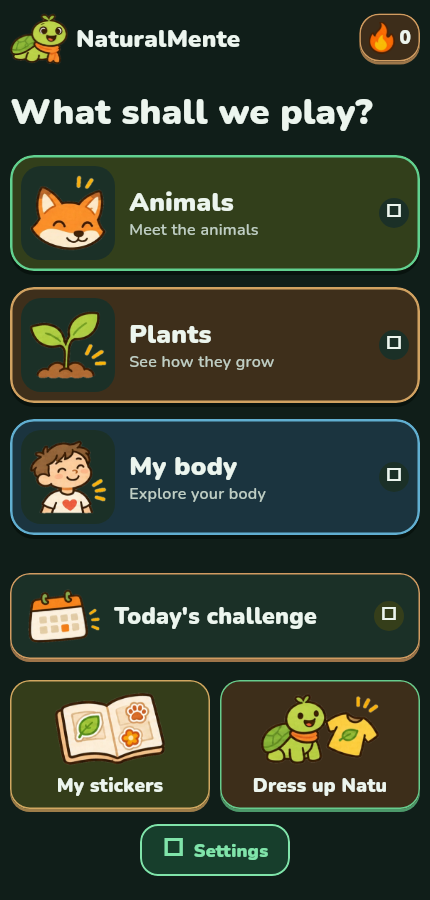 NaturalMente
0
What shall we play?
Animals
Meet the animals
Plants
See how they grow
My body
Explore your body
Today's challenge
My stickers
Dress up Natu
Settings